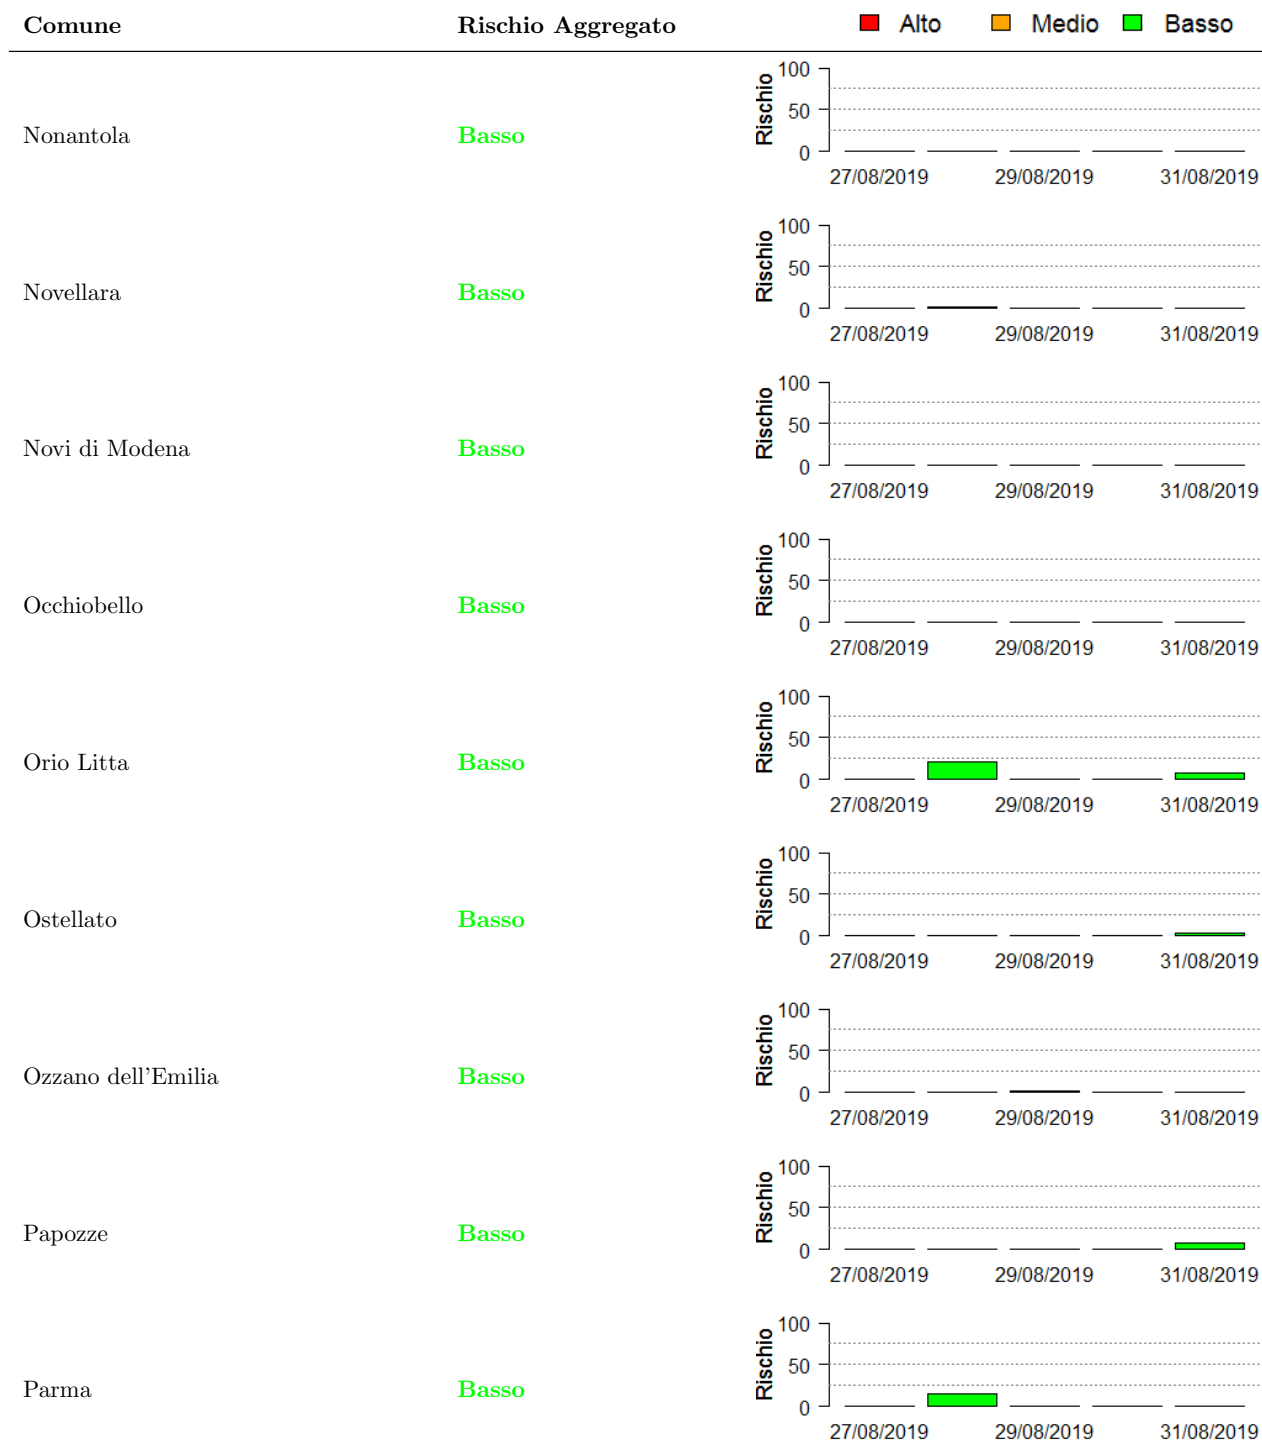 Comune Rischio Aggregato Alto Medio Basso
100
50
0
Rischio
Nonantola Basso
27/08/2019 29/08/2019 31/08/2019
100
50
0
Rischio
Novellara Basso
27/08/2019 29/08/2019 31/08/2019
100
50
0
Rischio
Novi di Modena Basso
27/08/2019 29/08/2019 31/08/2019
100
50
0
Rischio
Occhiobello Basso
27/08/2019 29/08/2019 31/08/2019
100
50
0
Rischio
Orio Litta Basso
27/08/2019 29/08/2019 31/08/2019
100
50
0
Rischio
Ostellato Basso
27/08/2019 29/08/2019 31/08/2019
100
50
0
Rischio
Ozzano dell'Emilia Basso
27/08/2019 29/08/2019 31/08/2019
100
50
0
Rischio
Papozze Basso
27/08/2019 29/08/2019 31/08/2019
100
50
0
Rischio
Parma Basso
27/08/2019 29/08/2019 31/08/2019